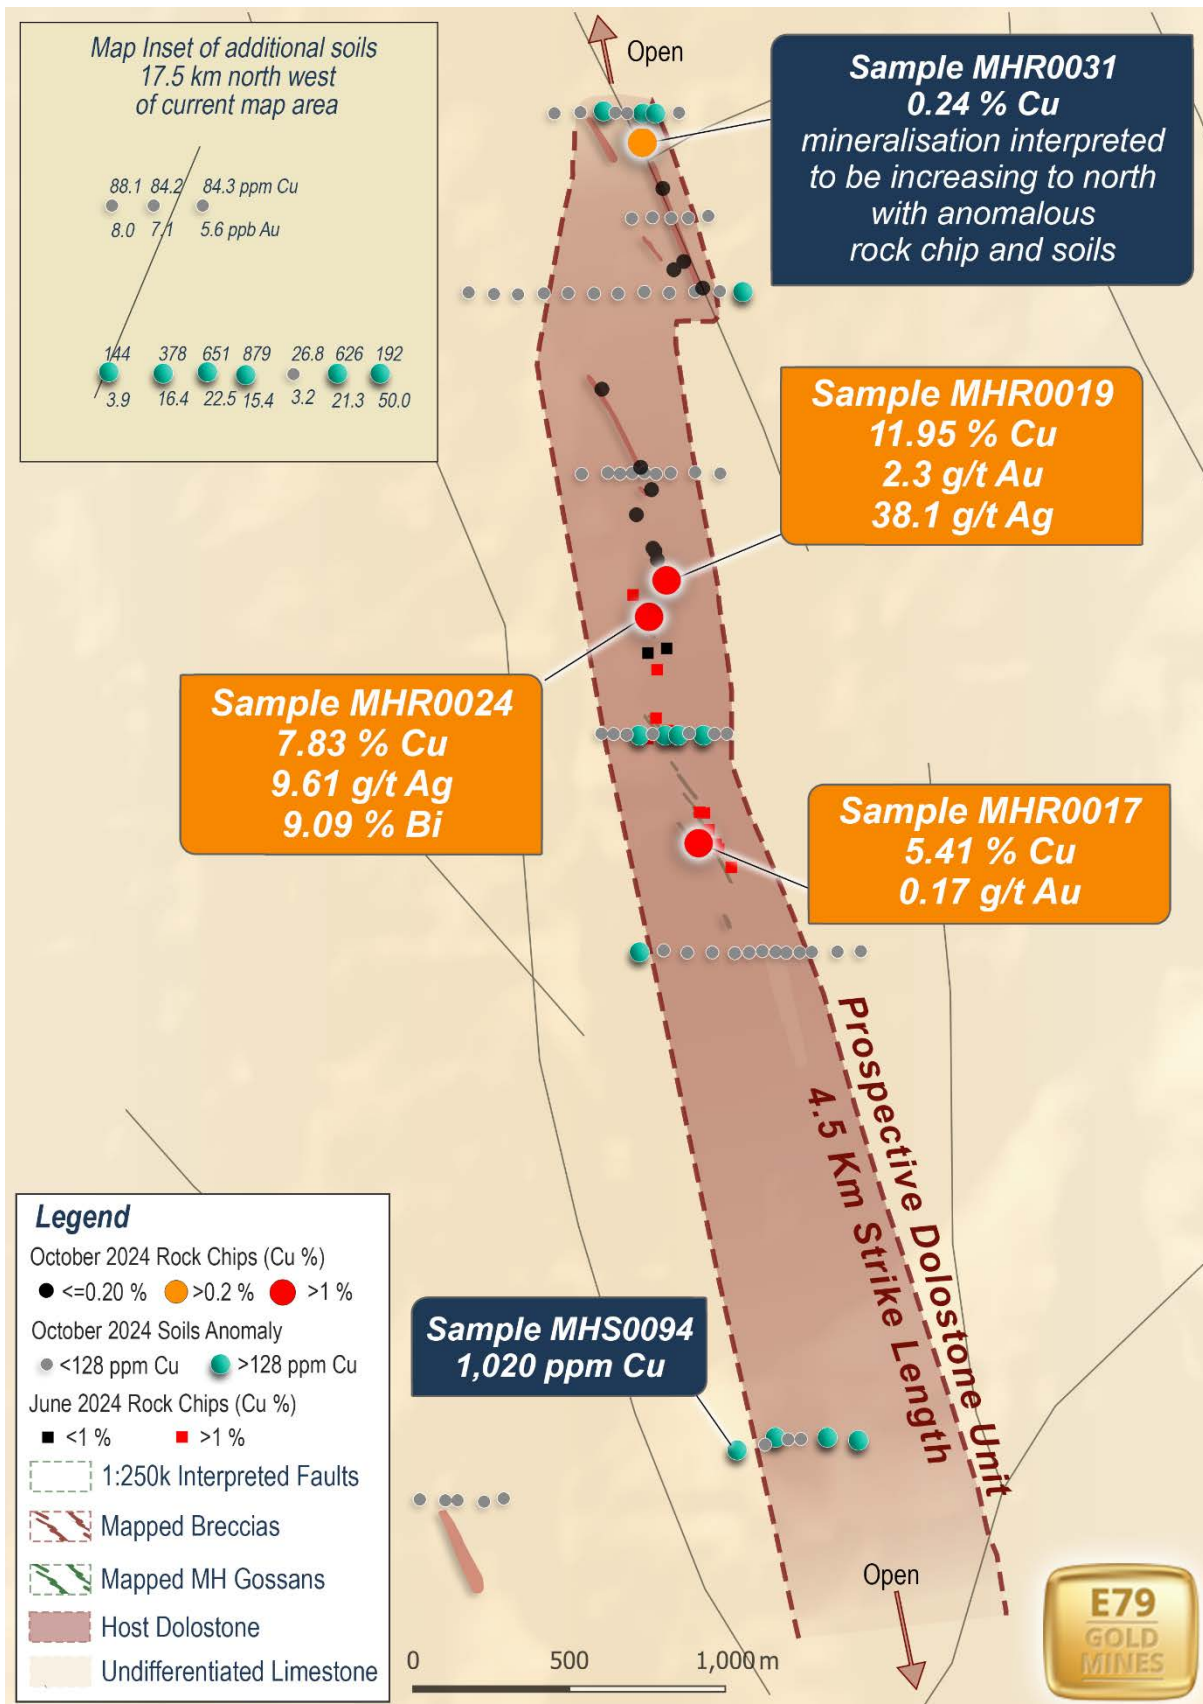 Map Inset of additional soils
17.5 km north west
of current map area
88.1 84.2 84.3 ppm Cu
8.0 7.1 5.6 ppb Au
144 378 651 879 26.8 626 192
3.9 16.4 22.5 15.4 3.2 21.3 50.0
Open
Sample MHR0031
0.24 % Cu
mineralisation interpreted
to be increasing to north
with anomalous
rock chip and soils
Sample MHR0019
11.95 % Cu
2.3 g/t Au
38.1 g/t Ag
Sample MHR0024
7.83 % Cu
9.61 g/t Ag
9.09 % Bi
Sample MHR0017
5.41 % Cu
0.17 g/t Au
Prospective Dolostone Unit
4.5 Km Strike Length
Sample MHS0094
1,020 ppm Cu
Legend
October 2024 Rock Chips (Cu %)
<=0.20 % >0.2 % >1 %
October 2024 Soils Anomaly
<128 ppm Cu >128 ppm Cu
June 2024 Rock Chips (Cu %)
<1 % >1 %
1:250k Interpreted Faults
Mapped Breccias
Mapped MH Gossans
Host Dolostone
Undifferentiated Limestone
0 500 1,000m
Open
E79
GOLD
MINES